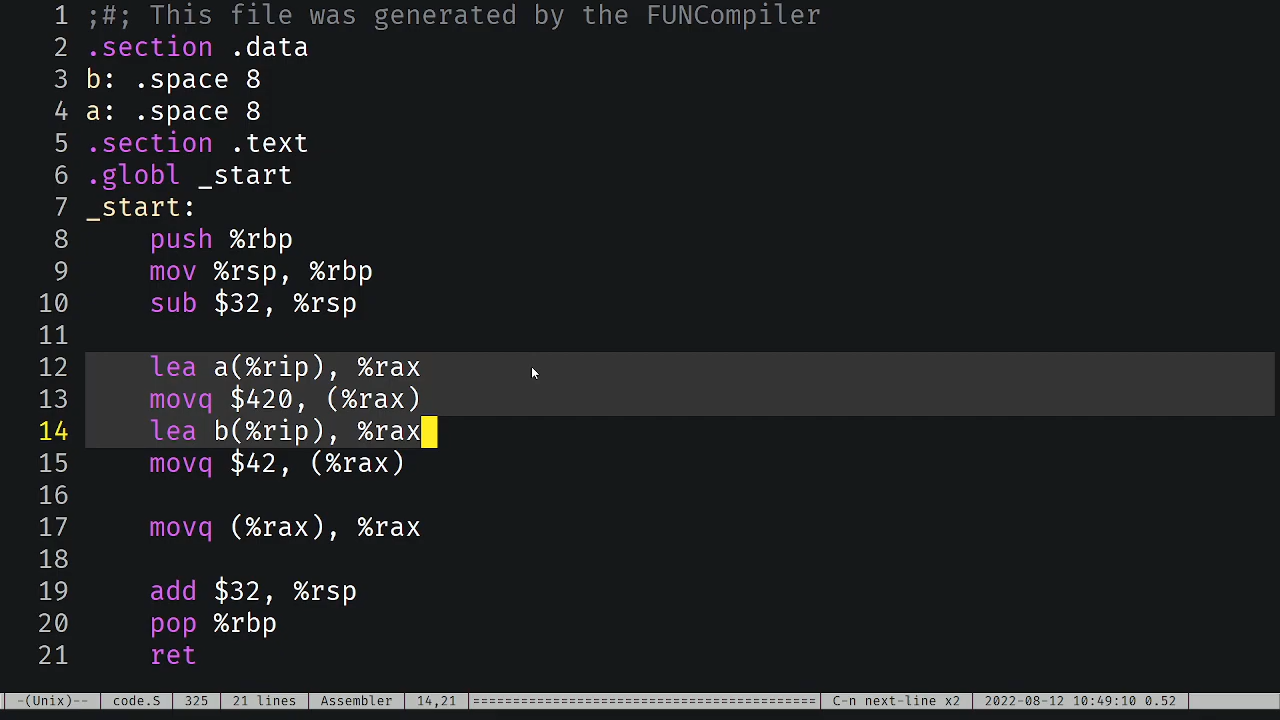 1 ;#; This file was generated by the FUNCompiler
2 .section .data
3 b: .space 8
4 a: .space 8
5 .section .text
6 .globl _start
7 _start:
8     push %rbp
9     mov %rsp, %rbp
10     sub $32, %rsp
11
12     lea a(%rip), %rax
13     movq $420, (%rax)
14     lea b(%rip), %rax
15     movq $42, (%rax)
16
17     movq (%rax), %rax
18
19     add $32, %rsp
20     pop %rbp
21     ret
-(Unix)-- code.S 325 21 lines Assembler 14,21 ========================================== C-n next-line x2 2022-08-12 10:49:10 0.52